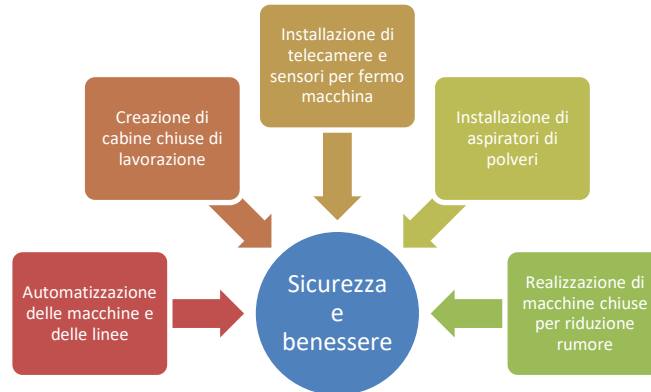 Installazione di
telecamere e
sensori per fermo
macchina
Creazione di
cabine chiuse di
lavorazione
Installazione di
aspiratori di
polveri
Automatizzazione
delle macchine e
delle linee
Sicurezza
e
benessere
Realizzazione di
macchine chiuse
per riduzione
rumore